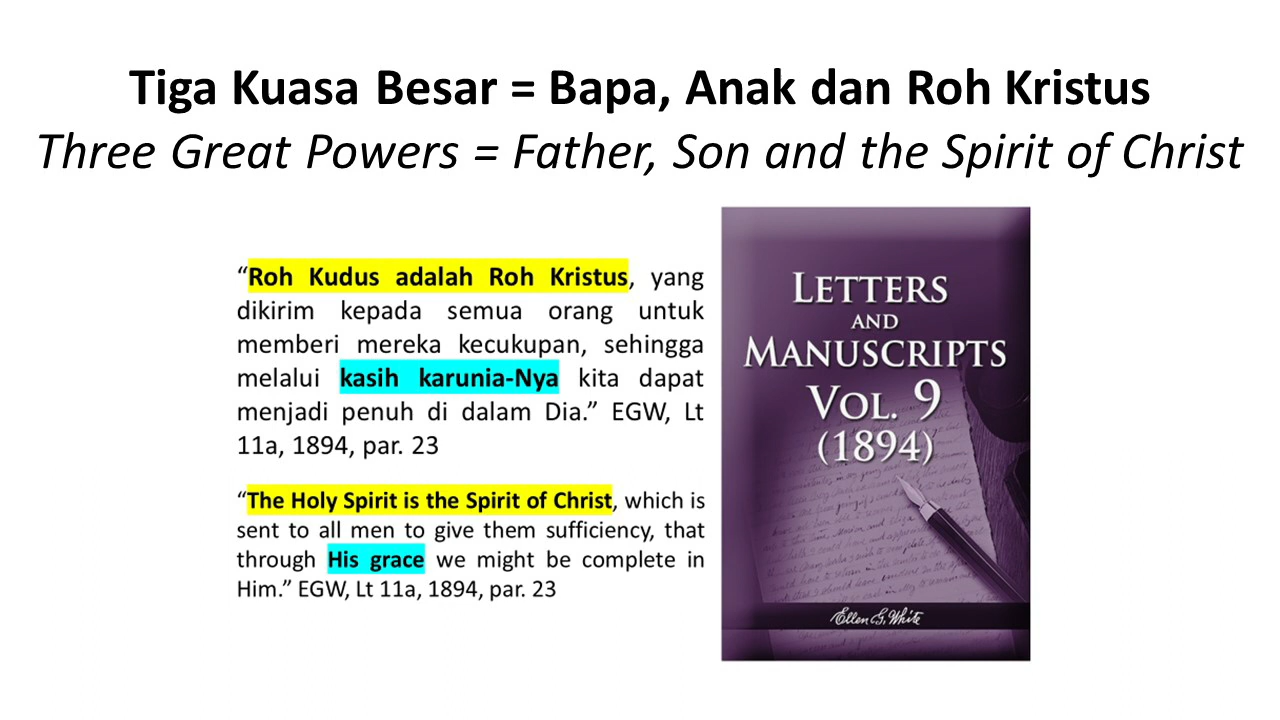 Tiga Kuasa Besar = Bapa, Anak dan Roh Kristus
Three Great Powers = Father, Son and the Spirit of Christ
“Roh Kudus adalah Roh Kristus, yang
dikirim kepada semua orang untuk
memberi mereka kecukupan, sehingga
melalui kasih karunia-Nya kita dapat
menjadi penuh di dalam Dia.” EGW, Lt
11a, 1894, par. 23
“The Holy Spirit is the Spirit of Christ, which is
sent to all men to give them sufficiency, that
through His grace we might be complete in
Him.” EGW, Lt 11a, 1894, par. 23
LETTERS
AND
MANUSCRIPTS
VOL. 9
(1894)
Ellen G. White